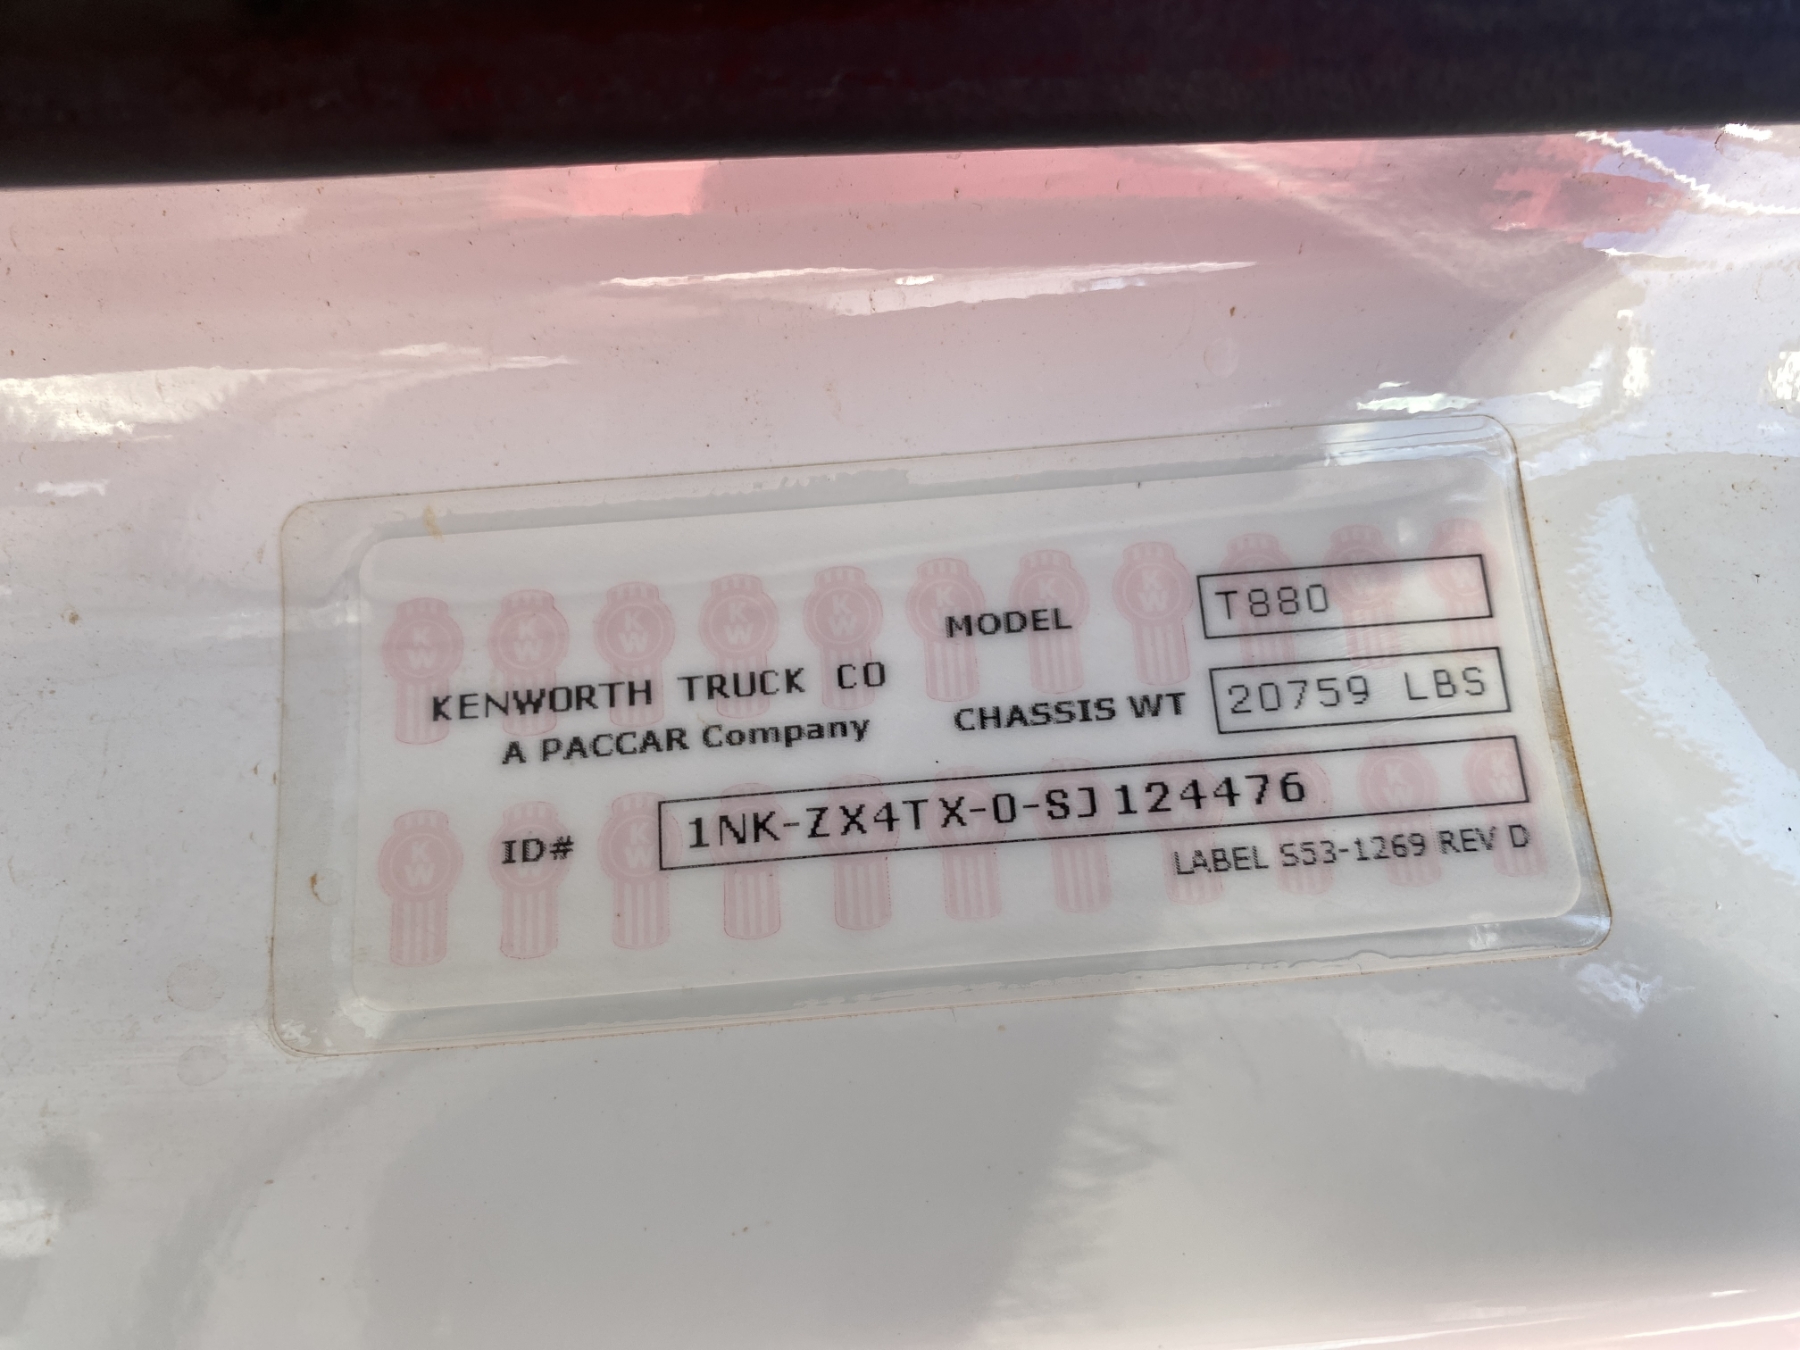 MODEL T880
KENWORTH TRUCK CO
A PACCAR Company
CHASSIS WT 20759 LBS
ID# 1NK-ZX4TX-0-SJ124476
LABEL S53-1269 REV D